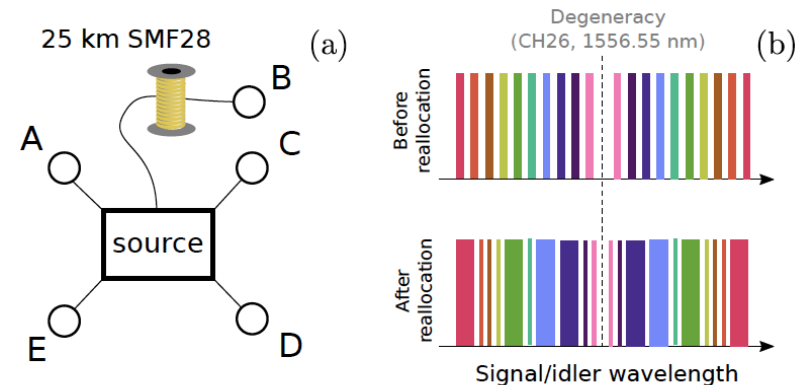 25 km SMF28
(a)
B
A
C
source
E
D
Degeneracy
(CH26, 1556.55 nm)
(b)
Before
reallocation
After
reallocation
Signal/idler wavelength